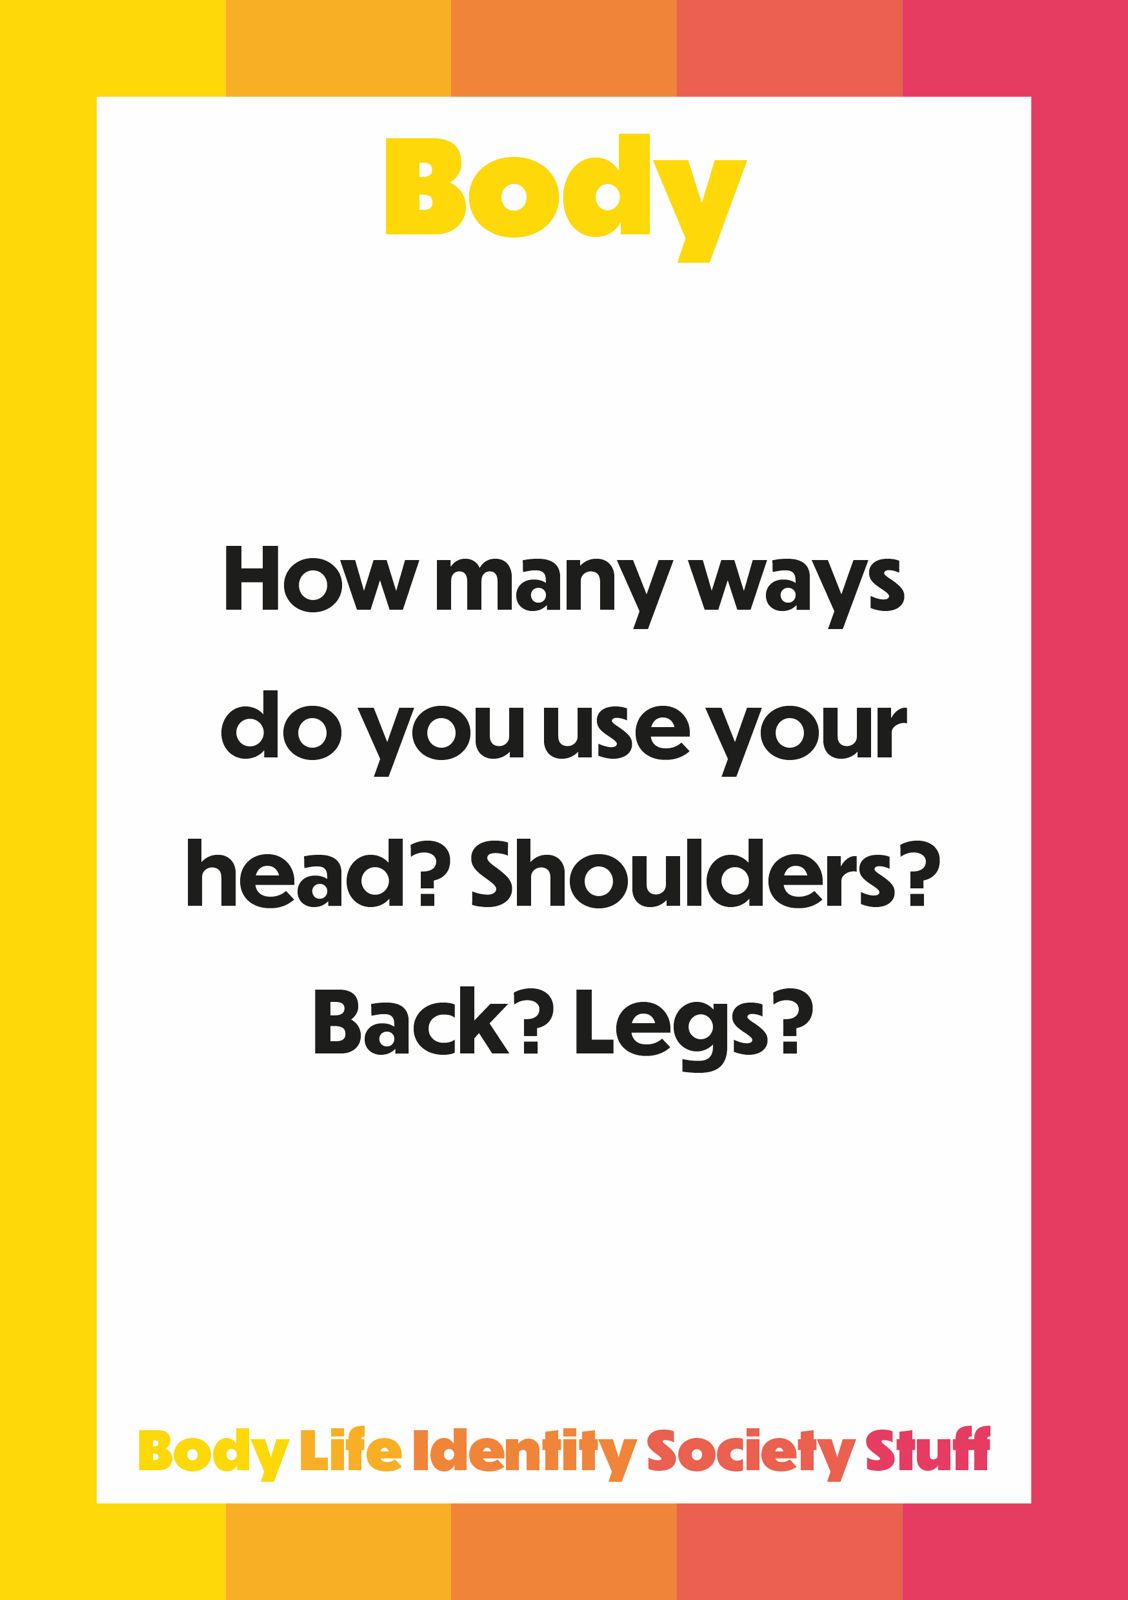 Body
How many ways
do you use your
head? Shoulders?
Back? Legs?
Body Life Identity Society Stuff